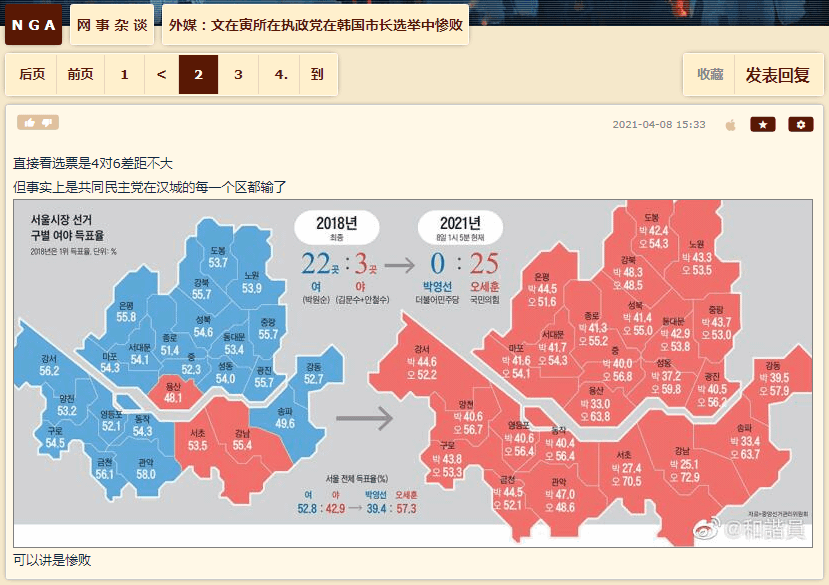 NGA
网事杂谈
外媒：文在寅所在执政党在韩国市长选举中惨败
后页 前页 1 < 2 3 4. 到
收藏 发表回复
2021-04-08 15:33
直接看选票是4对6差距不大
但事实上是共同民主党在汉城的每一个区都输了
서울시장 선거
구별 여야 득표율
2018년은 1위 득표율, 단위: %
2018년
최종
22곳 : 3곳
여 야
(박원순) (김문수+안철수)
2021년
8일 1시 5분 현재
0 : 25
박영선 오세훈
더불어민주당 국민의힘
도봉
53.7
노원
53.9
강북
55.7
은평
55.8
성북
54.6
중랑
55.7
종로
51.4
동대문
53.4
서대문
54.1
마포
54.3
중
52.3
성동
54.0
광진
55.7
강동
52.7
용산
48.1
강서
56.2
양천
53.2
영등포
52.1
동작
54.3
구로
54.5
금천
56.1
관악
58.0
서초
53.5
강남
55.4
송파
49.6
도봉
박 42.4
오 54.3
노원
박 43.3
오 53.5
강북
박 48.3
오 48.5
은평
박 44.5
오 51.6
성북
박 41.4
오 55.0
중랑
박 43.7
오 53.0
종로
박 41.3
오 55.2
동대문
박 42.9
오 53.8
서대문
박 41.7
오 54.3
마포
박 41.6
오 54.1
중
박 40.0
오 56.8
성동
박 37.2
오 59.8
광진
박 40.5
오 56.2
강동
박 39.5
오 57.9
용산
박 33.0
오 63.8
강서
박 44.6
오 52.2
양천
박 40.6
오 56.7
영등포
박 40.6
오 56.4
동작
박 40.4
오 56.4
구로
박 43.8
오 53.3
금천
박 44.5
오 52.1
관악
박 47.0
오 48.6
서초
박 27.4
오 70.5
강남
박 25.1
오 72.9
송파
박 33.4
오 63.7
서울 전체 득표율(%)
여 야 박영선 오세훈
52.8 : 42.9 → 39.4 : 57.3
자료=중앙선거관리위원회
@和諧員
可以讲是惨败